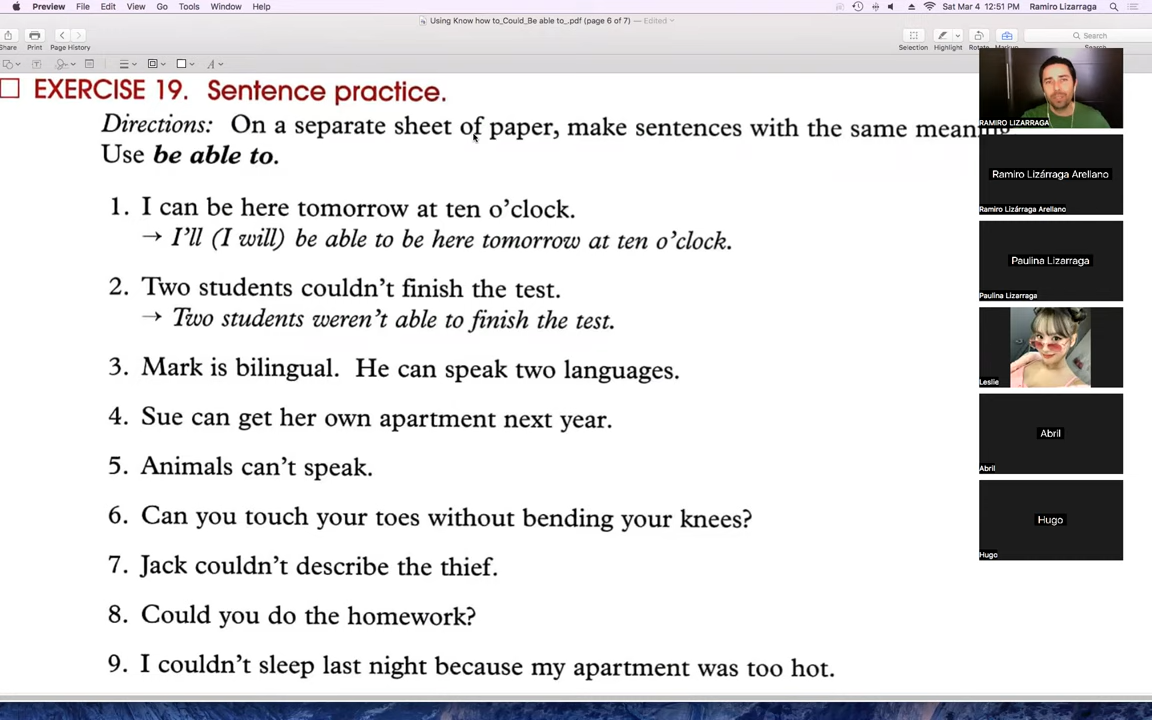 Preview File Edit View Go Tools Window Help Sat Mar 4 12:51 PM Ramiro Lizarraga
Using Know how to_Could_Be able to_.pdf (page 6 of 7) — Edited
Share Print Page History Selection Highlight Rotate Markup Search
EXERCISE 19. Sentence practice.
Directions: On a separate sheet of paper, make sentences with the same meaning
Use be able to.
1. I can be here tomorrow at ten o’clock.
→ I’ll (I will) be able to be here tomorrow at ten o’clock.
2. Two students couldn’t finish the test.
→ Two students weren’t able to finish the test.
3. Mark is bilingual. He can speak two languages.
4. Sue can get her own apartment next year.
5. Animals can’t speak.
6. Can you touch your toes without bending your knees?
7. Jack couldn’t describe the thief.
8. Could you do the homework?
9. I couldn’t sleep last night because my apartment was too hot.
RAMIRO LIZARRAGA
Ramiro Lizárraga Arellano
Ramiro Lizárraga Arellano
Paulina Lizarraga
Paulina Lizarraga
Leslie
Abril
Abril
Hugo
Hugo